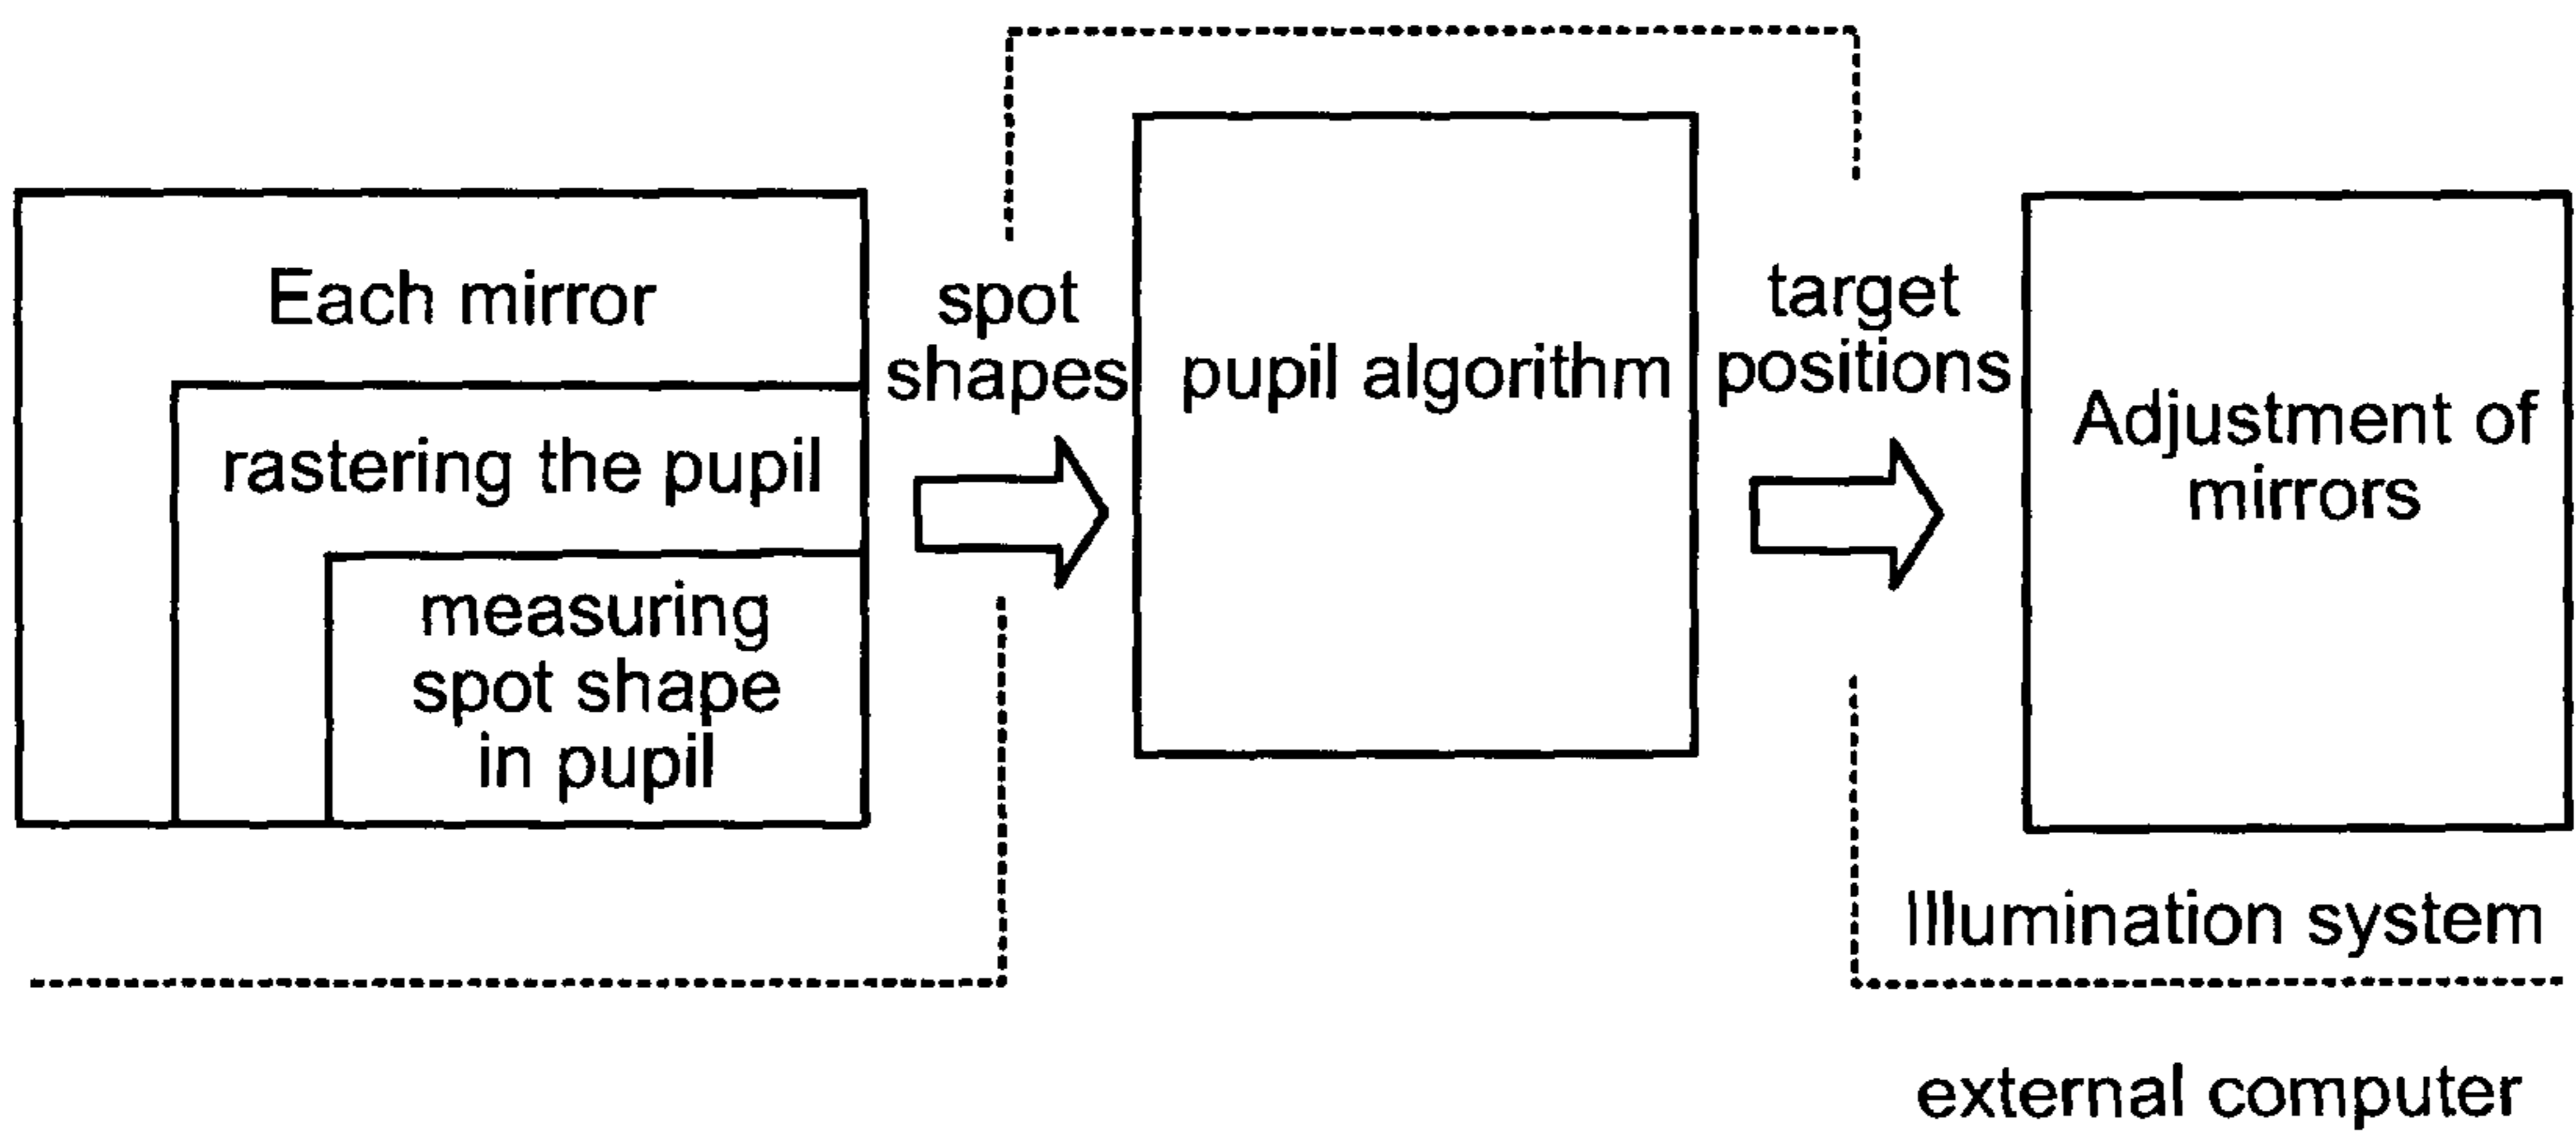 Each mirror
rastering the pupil
measuring
spot shape
in pupil
spot
shapes
pupil algorithm
target
positions
Adjustment of
mirrors
Illumination system
external computer